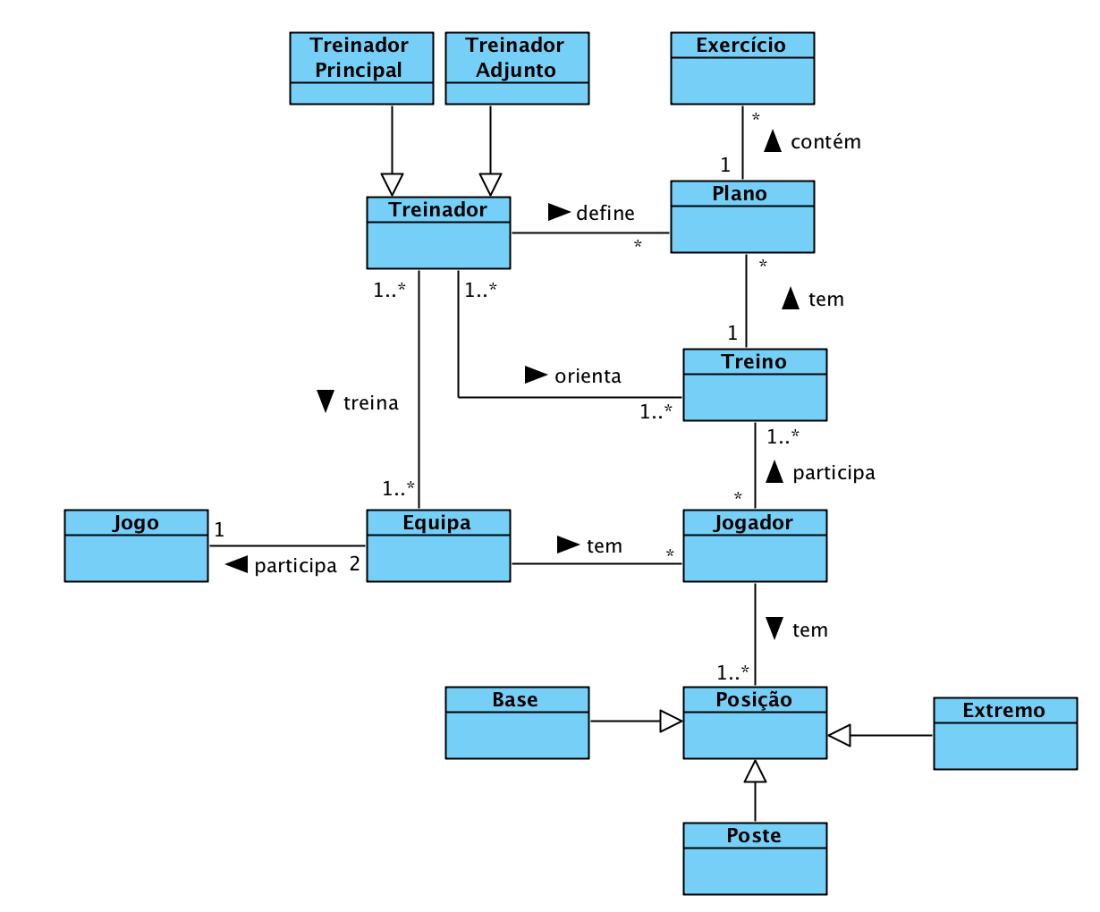 Treinador
Principal
Treinador
Adjunto
Exercício
*
▲ contém
1
Treinador
► define
*
Plano
1..*
1..*
*
▲ tem
1
► orienta
Treino
▼ treina
1..*
1..*
▲ participa
1..*
*
Jogo
1
◄ participa
2
Equipa
► tem
*
Jogador
▼ tem
1..*
Base
Posição
Extremo
Poste